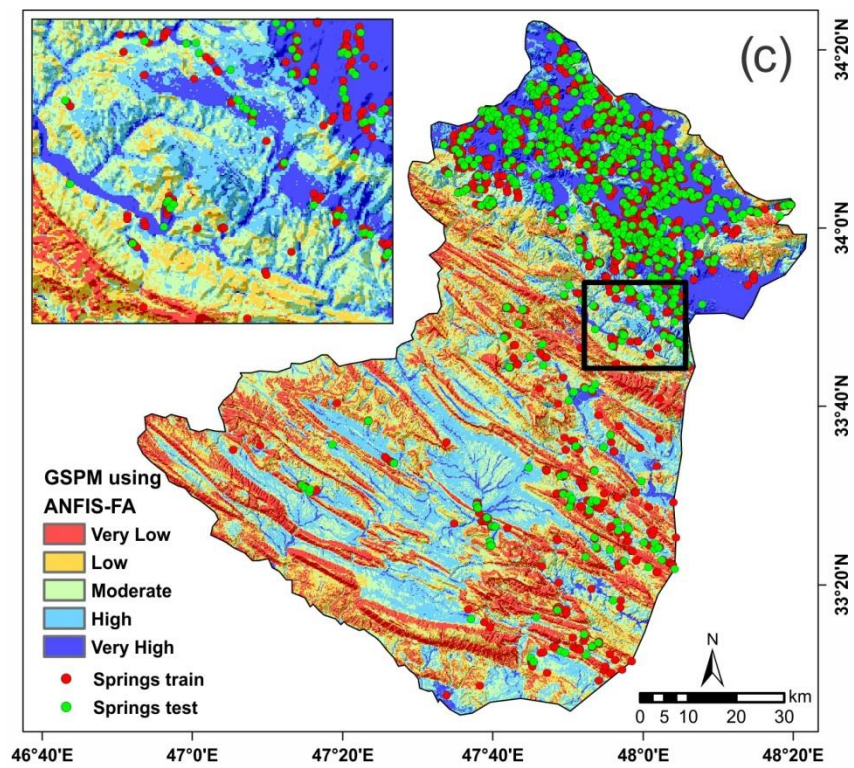 (c)
34°20'N
34°0'N
33°40'N
33°20'N
GSPM using
ANFIS-FA
Very Low
Low
Moderate
High
Very High
Springs train
Springs test
N
km
0 5 10 20 30
46°40'E 47°0'E 47°20'E 47°40'E 48°0'E 48°20'E